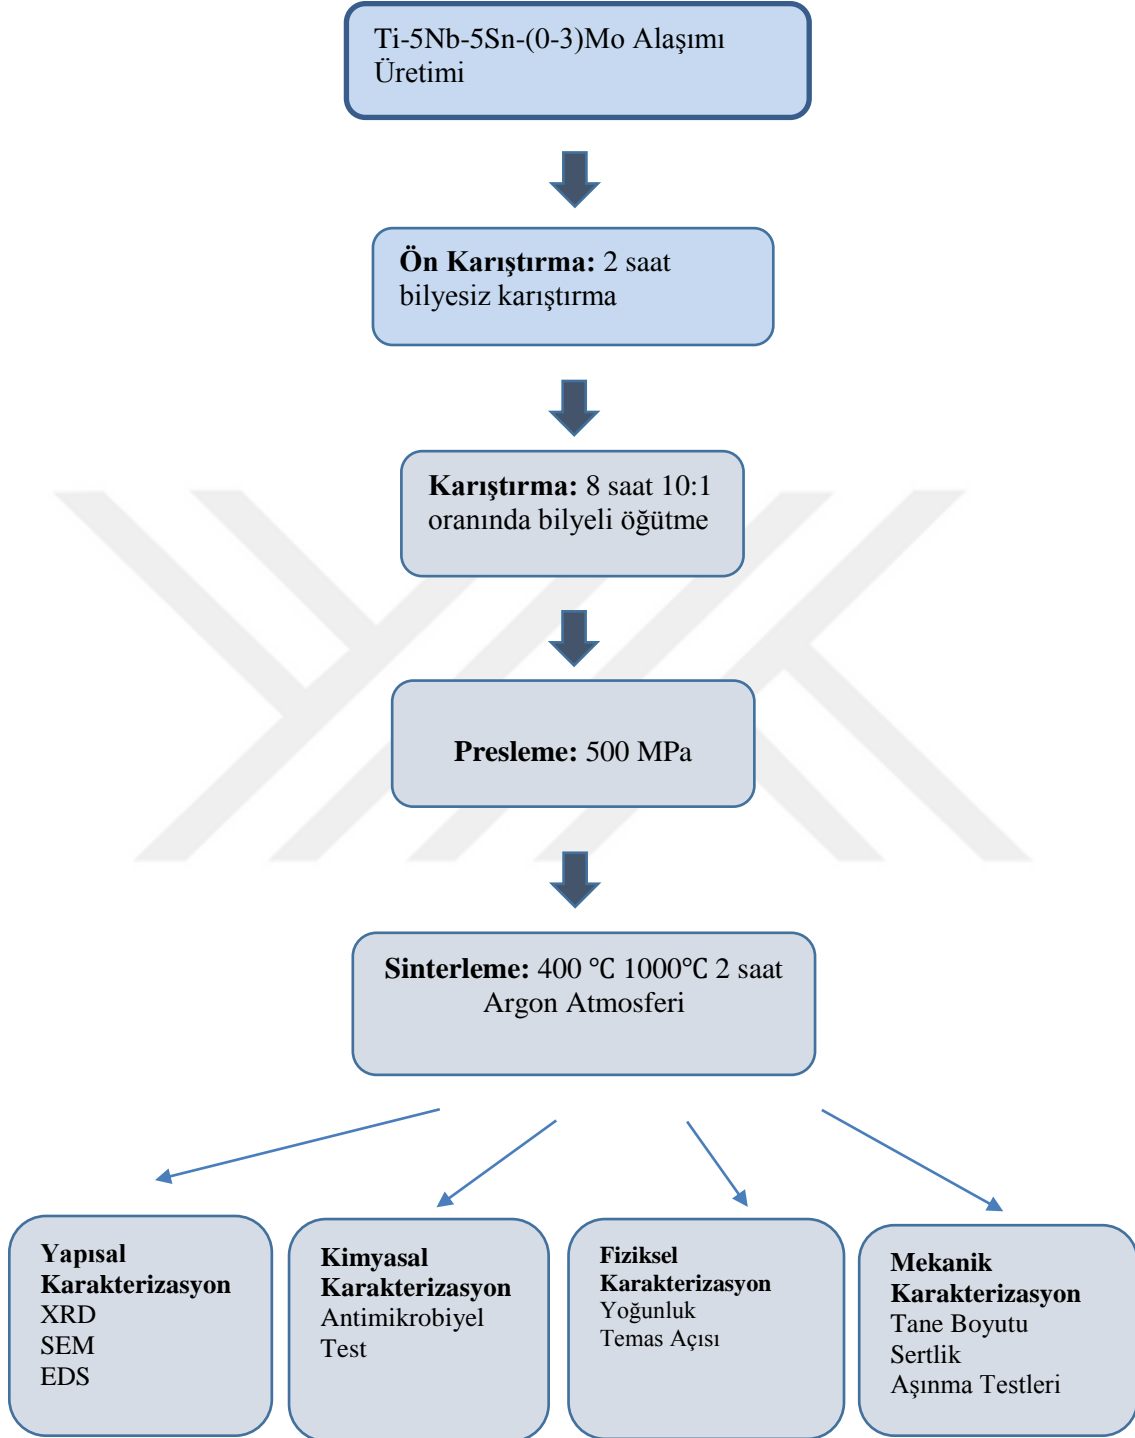 Ti-5Nb-5Sn-(0-3)Mo Alaşımı
Üretimi
Ön Karıştırma: 2 saat
bilyesiz karıştırma
Karıştırma: 8 saat 10:1
oranında bilyeli öğütme
Presleme: 500 MPa
Sinterleme: 400 °C 1000°C 2 saat
Argon Atmosferi
Yapısal
Karakterizasyon
XRD
SEM
EDS
Kimyasal
Karakterizasyon
Antimikrobiyel
Test
Fiziksel
Karakterizasyon
Yoğunluk
Temas Açısı
Mekanik
Karakterizasyon
Tane Boyutu
Sertlik
Aşınma Testleri